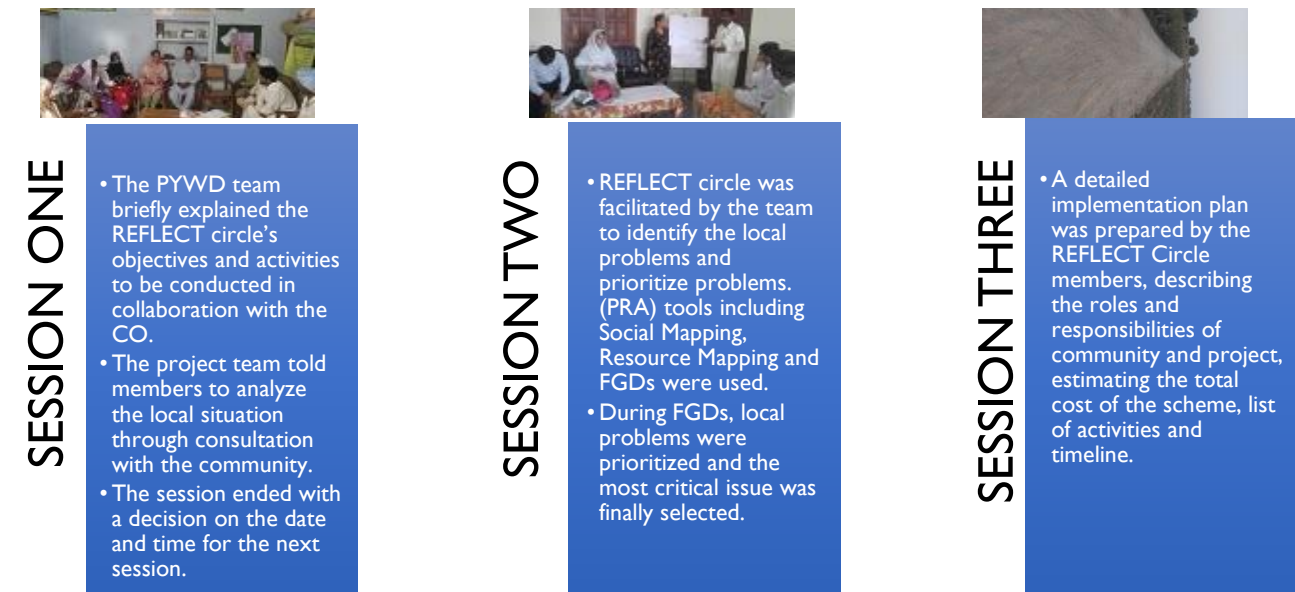 SESSION ONE
• The PYWD team
briefly explained the
REFLECT circle's
objectives and activities
to be conducted in
collaboration with the
CO.
• The project team told
members to analyze
the local situation
through consultation
with the community.
• The session ended with
a decision on the date
and time for the next
session.
SESSION TWO
• REFLECT circle was
facilitated by the team
to identify the local
problems and
prioritize problems.
(PRA) tools including
Social Mapping,
Resource Mapping and
FGDs were used.
• During FGDs, local
problems were
prioritized and the
most critical issue was
finally selected.
SESSION THREE
• A detailed
implementation plan
was prepared by the
REFLECT Circle
members, describing
the roles and
responsibilities of
community and project,
estimating the total
cost of the scheme, list
of activities and
timeline.